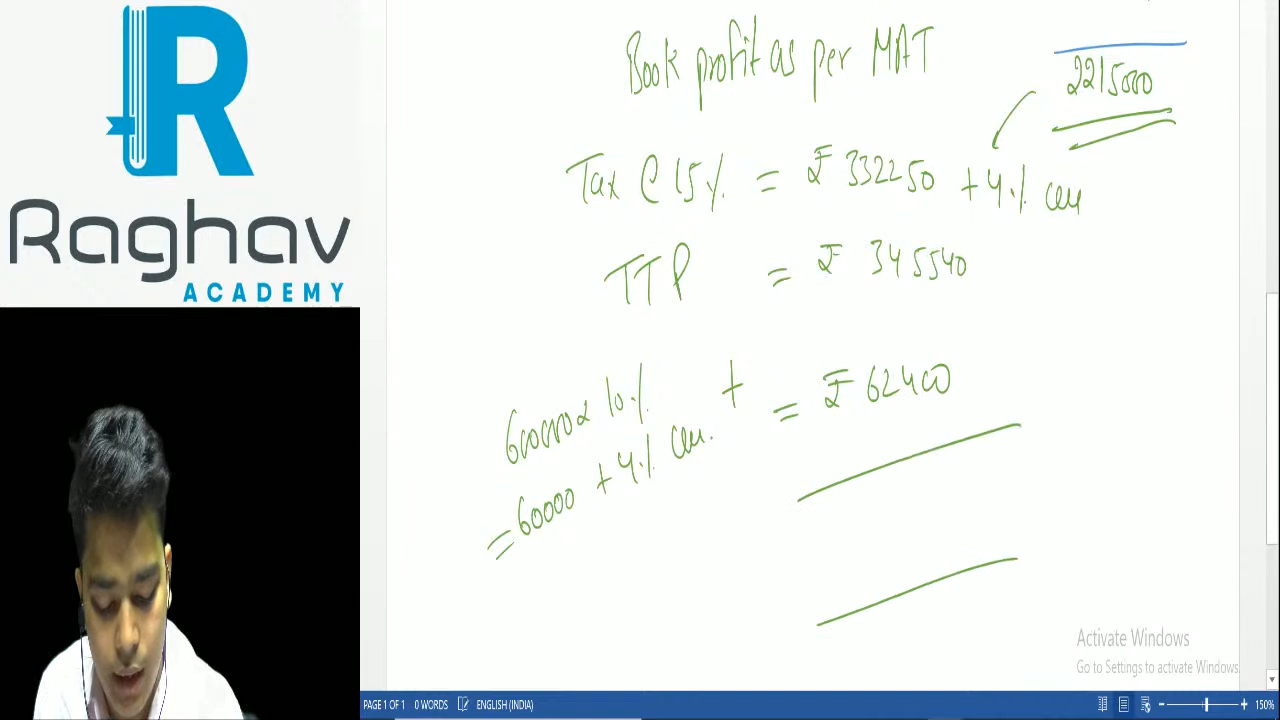 Raghav
ACADEMY
Book profit as per MAT
2215000
Tax @ 15% = ₹ 332250 + 4% cess
TTP = ₹ 345540
600000 x 10% + = ₹ 62400
= 60000 + 4% cess.
Activate Windows
Go to Settings to activate Windows.
PAGE 1 OF 1 0 WORDS ENGLISH (INDIA) 150%